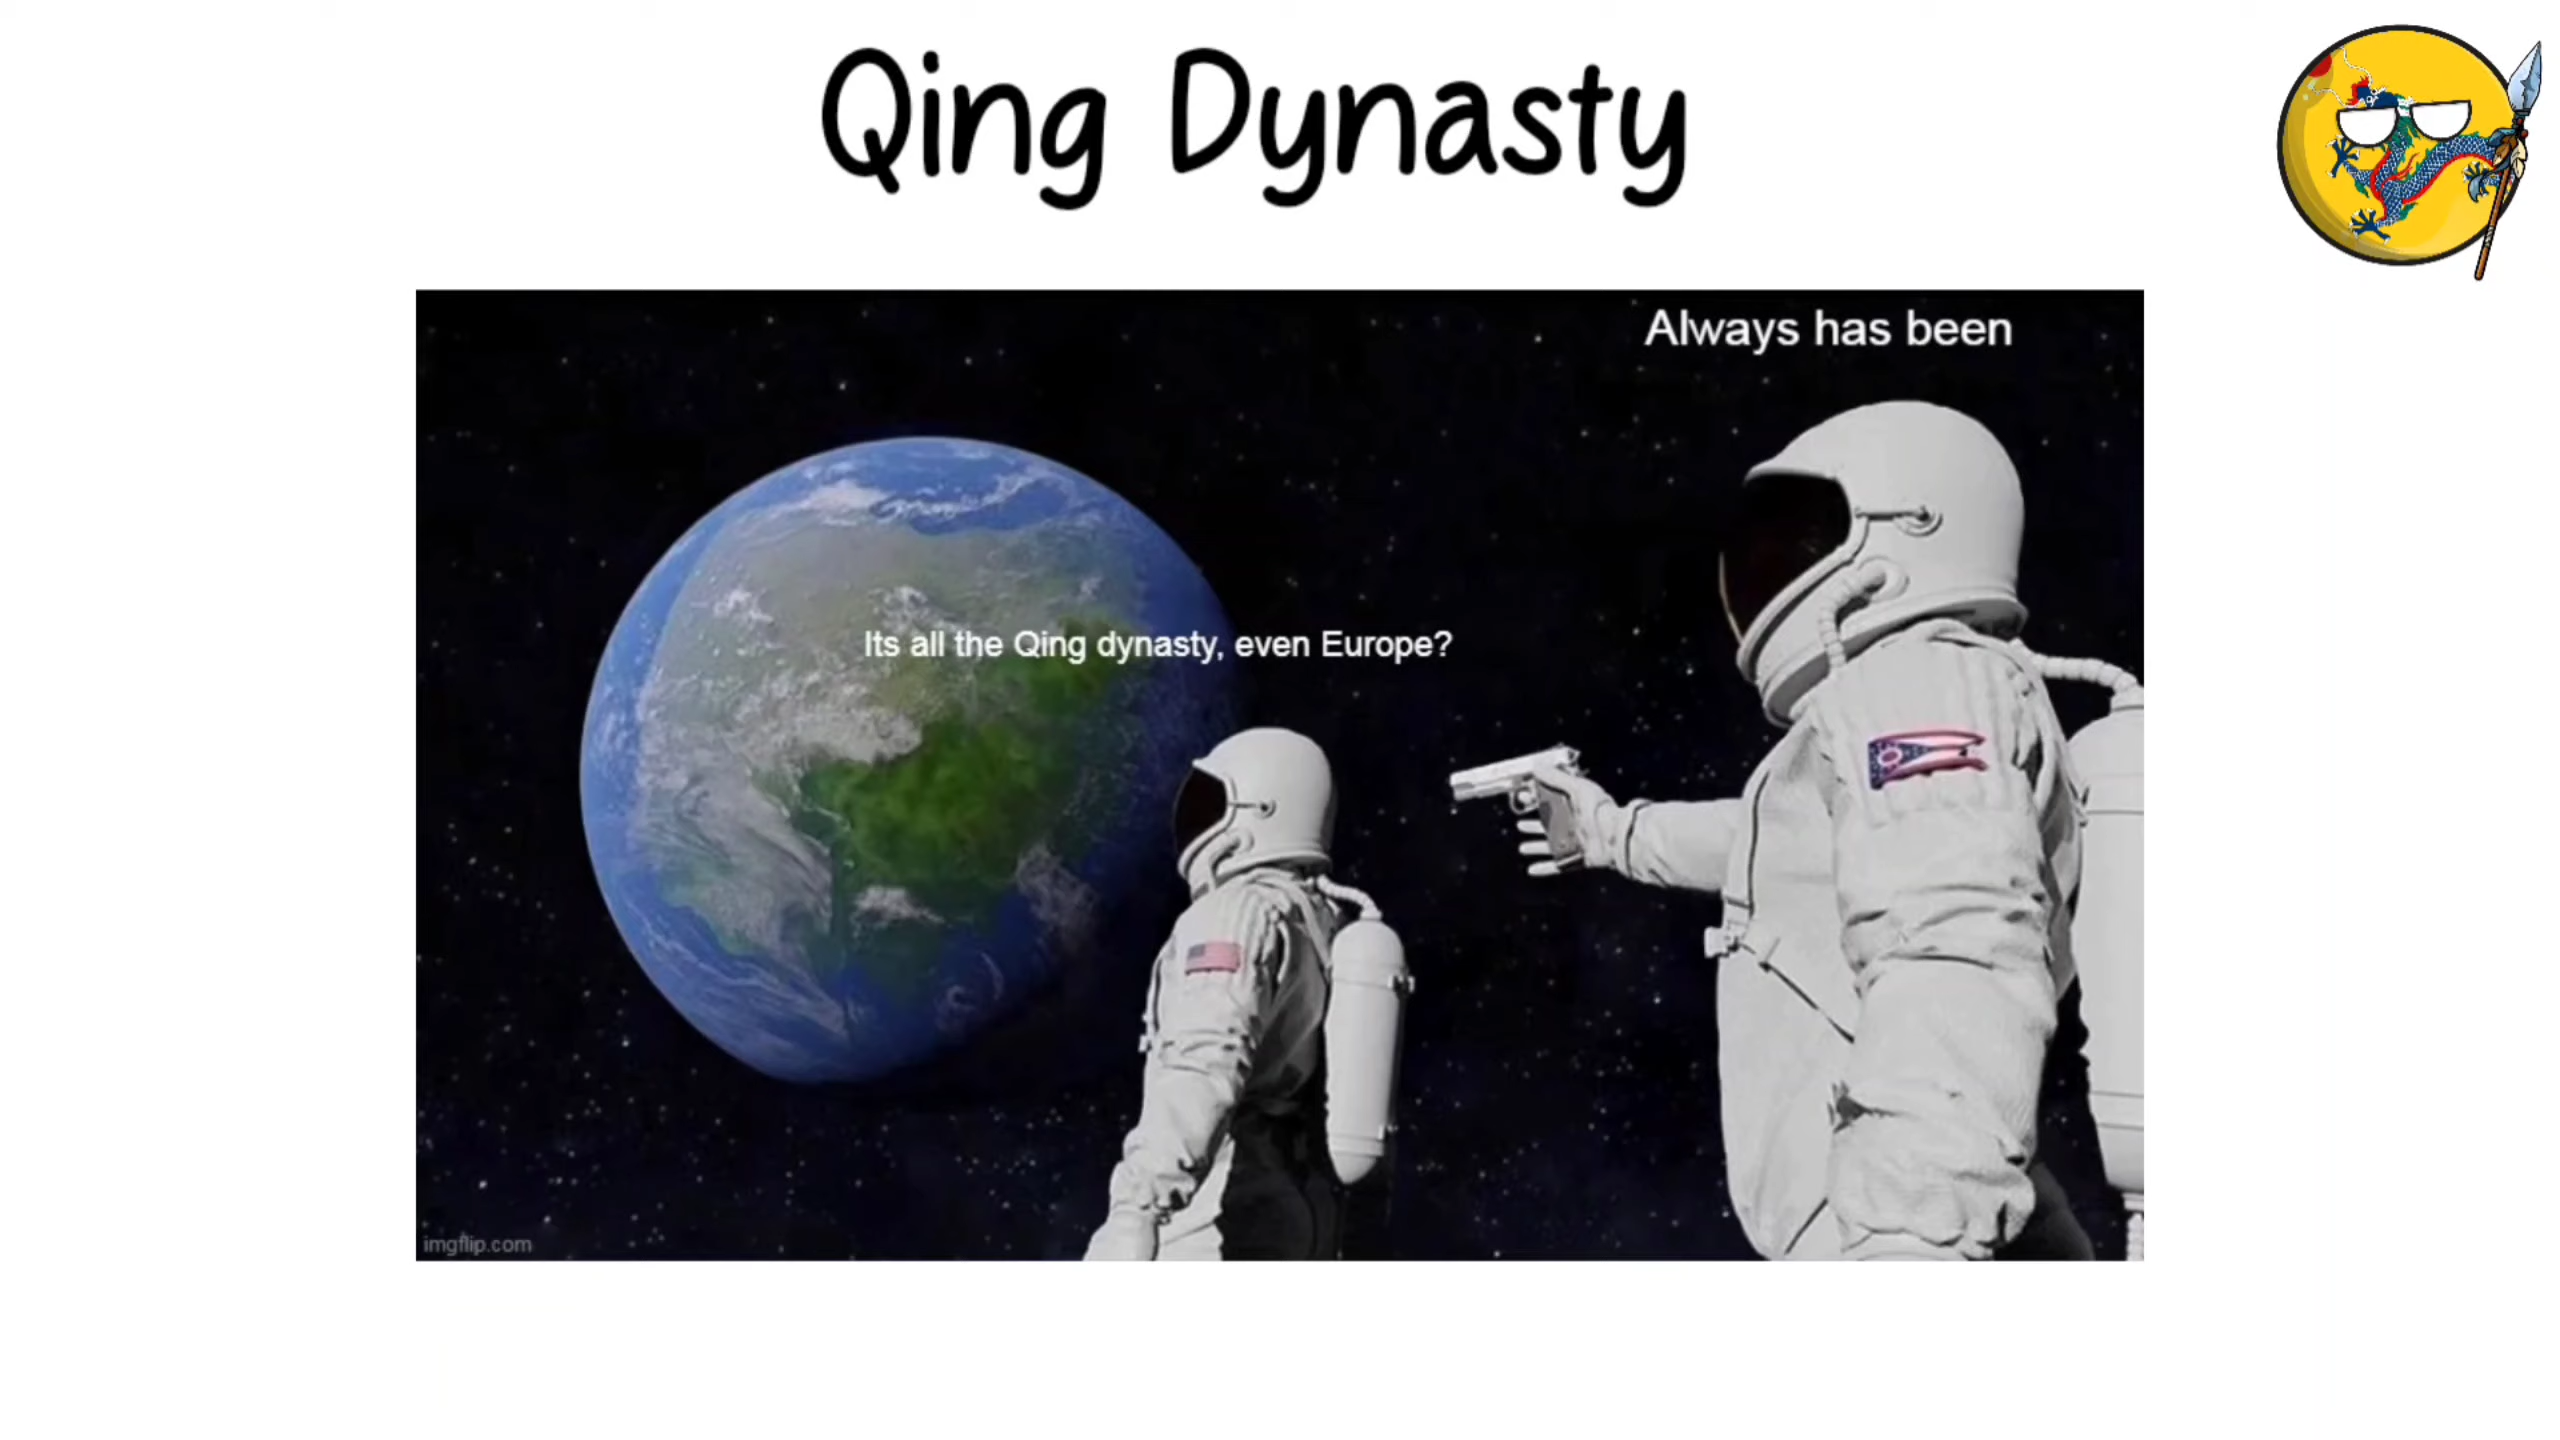 Qing Dynasty
Always has been
Its all the Qing dynasty, even Europe?
imgflip.com